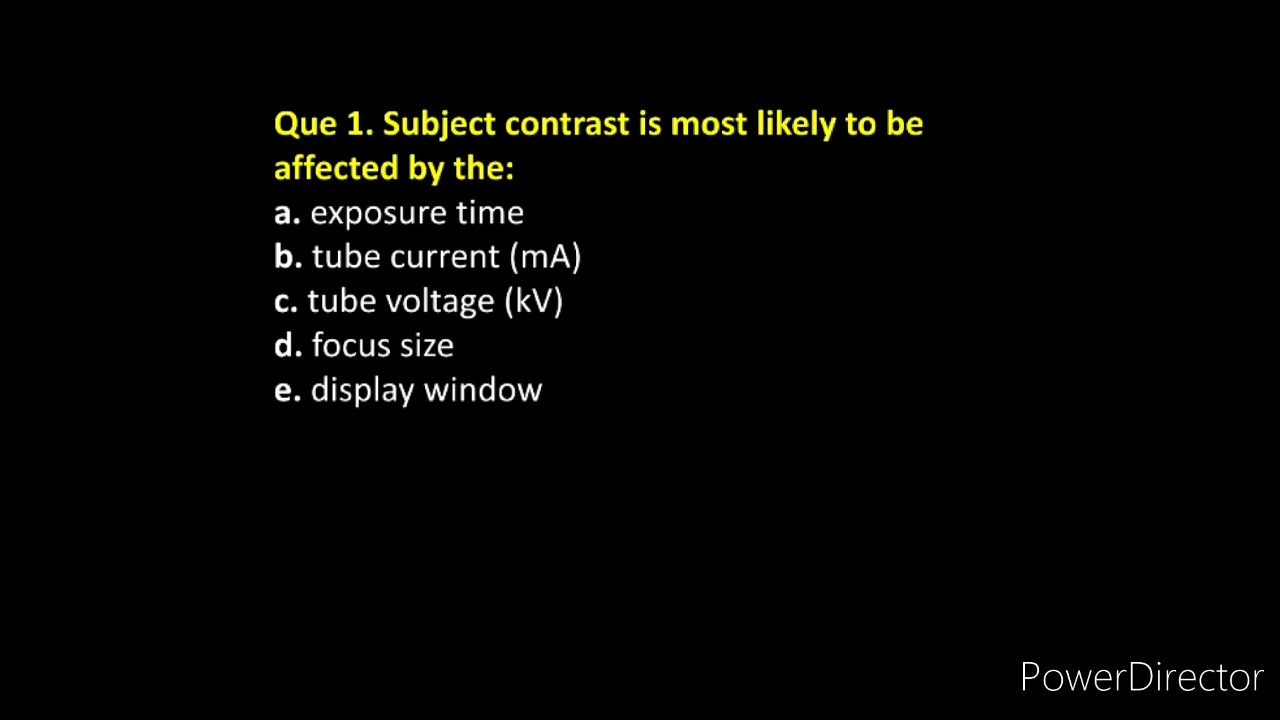 Que 1. Subject contrast is most likely to be
affected by the:
a. exposure time
b. tube current (mA)
c. tube voltage (kV)
d. focus size
e. display window
PowerDirector